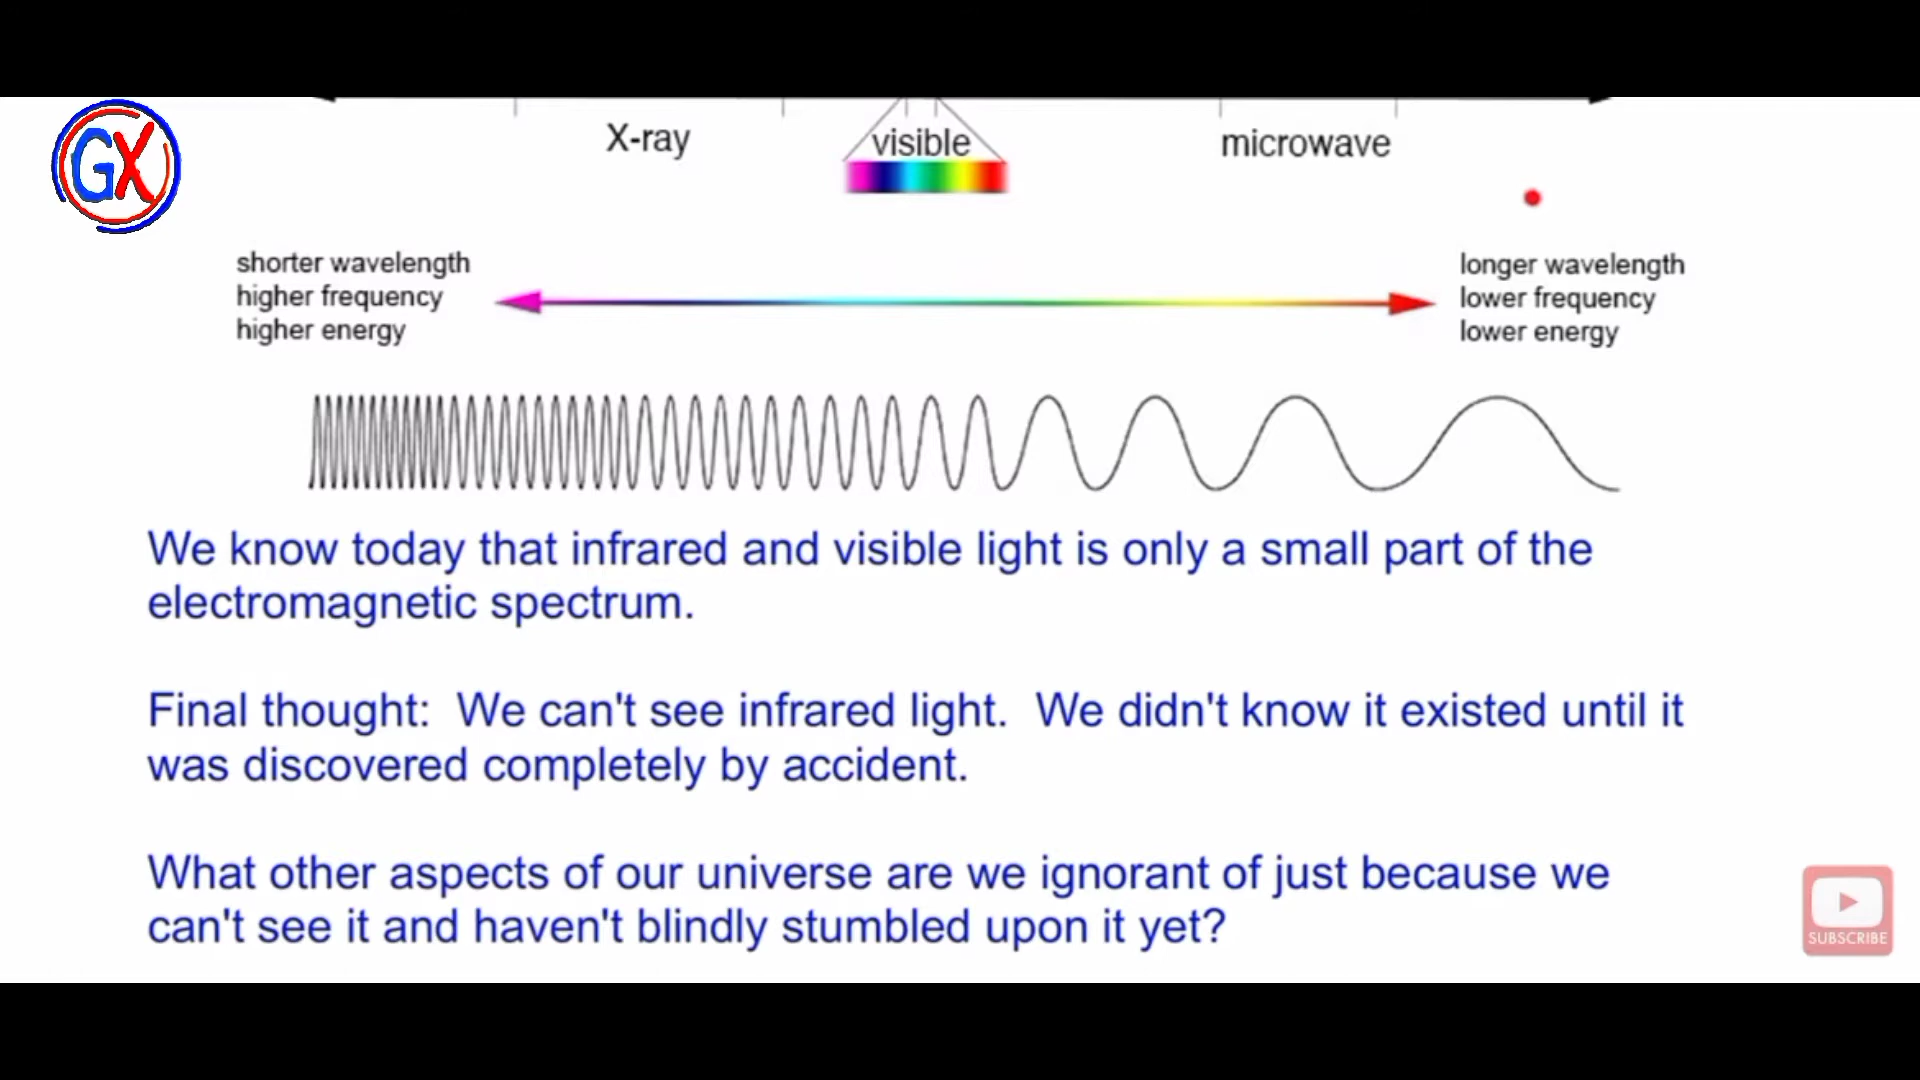 GX
X-ray
visible
microwave
shorter wavelength
higher frequency
higher energy
longer wavelength
lower frequency
lower energy
We know today that infrared and visible light is only a small part of the
electromagnetic spectrum.
Final thought:  We can't see infrared light.  We didn't know it existed until it
was discovered completely by accident.
What other aspects of our universe are we ignorant of just because we
can't see it and haven't blindly stumbled upon it yet?
SUBSCRIBE